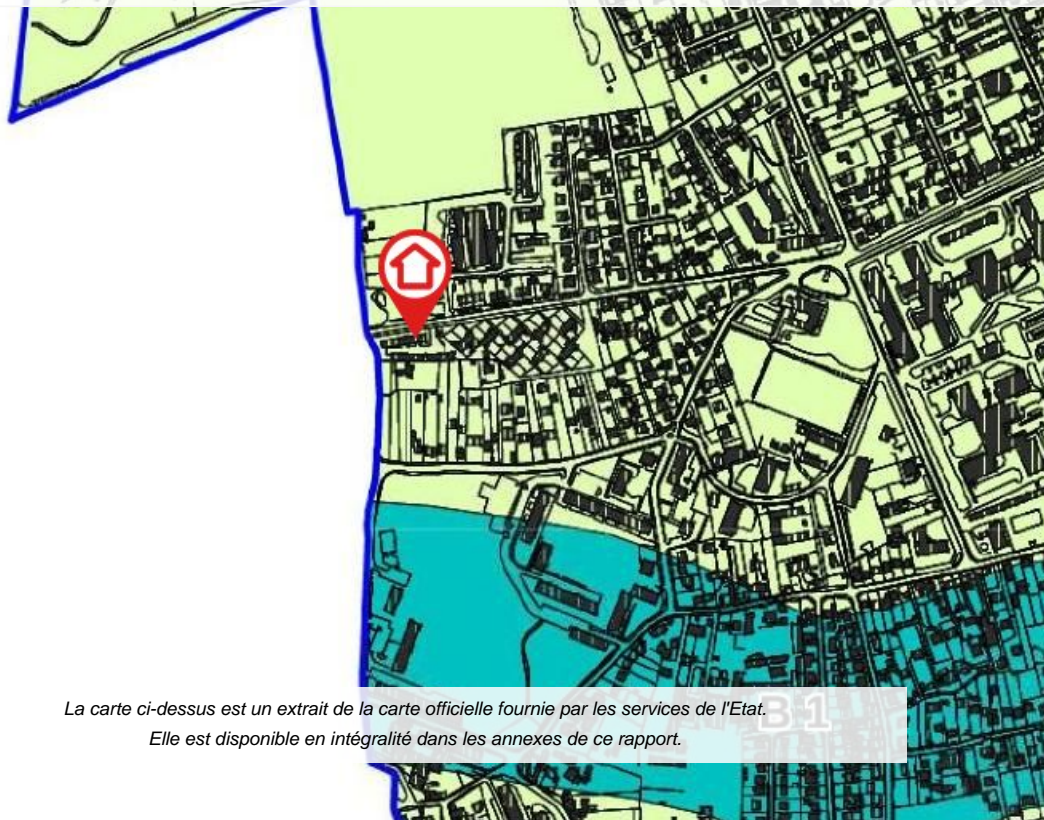 La carte ci-dessus est un extrait de la carte officielle fournie par les services de l'Etat.
B 1
Elle est disponible en intégralité dans les annexes de ce rapport.